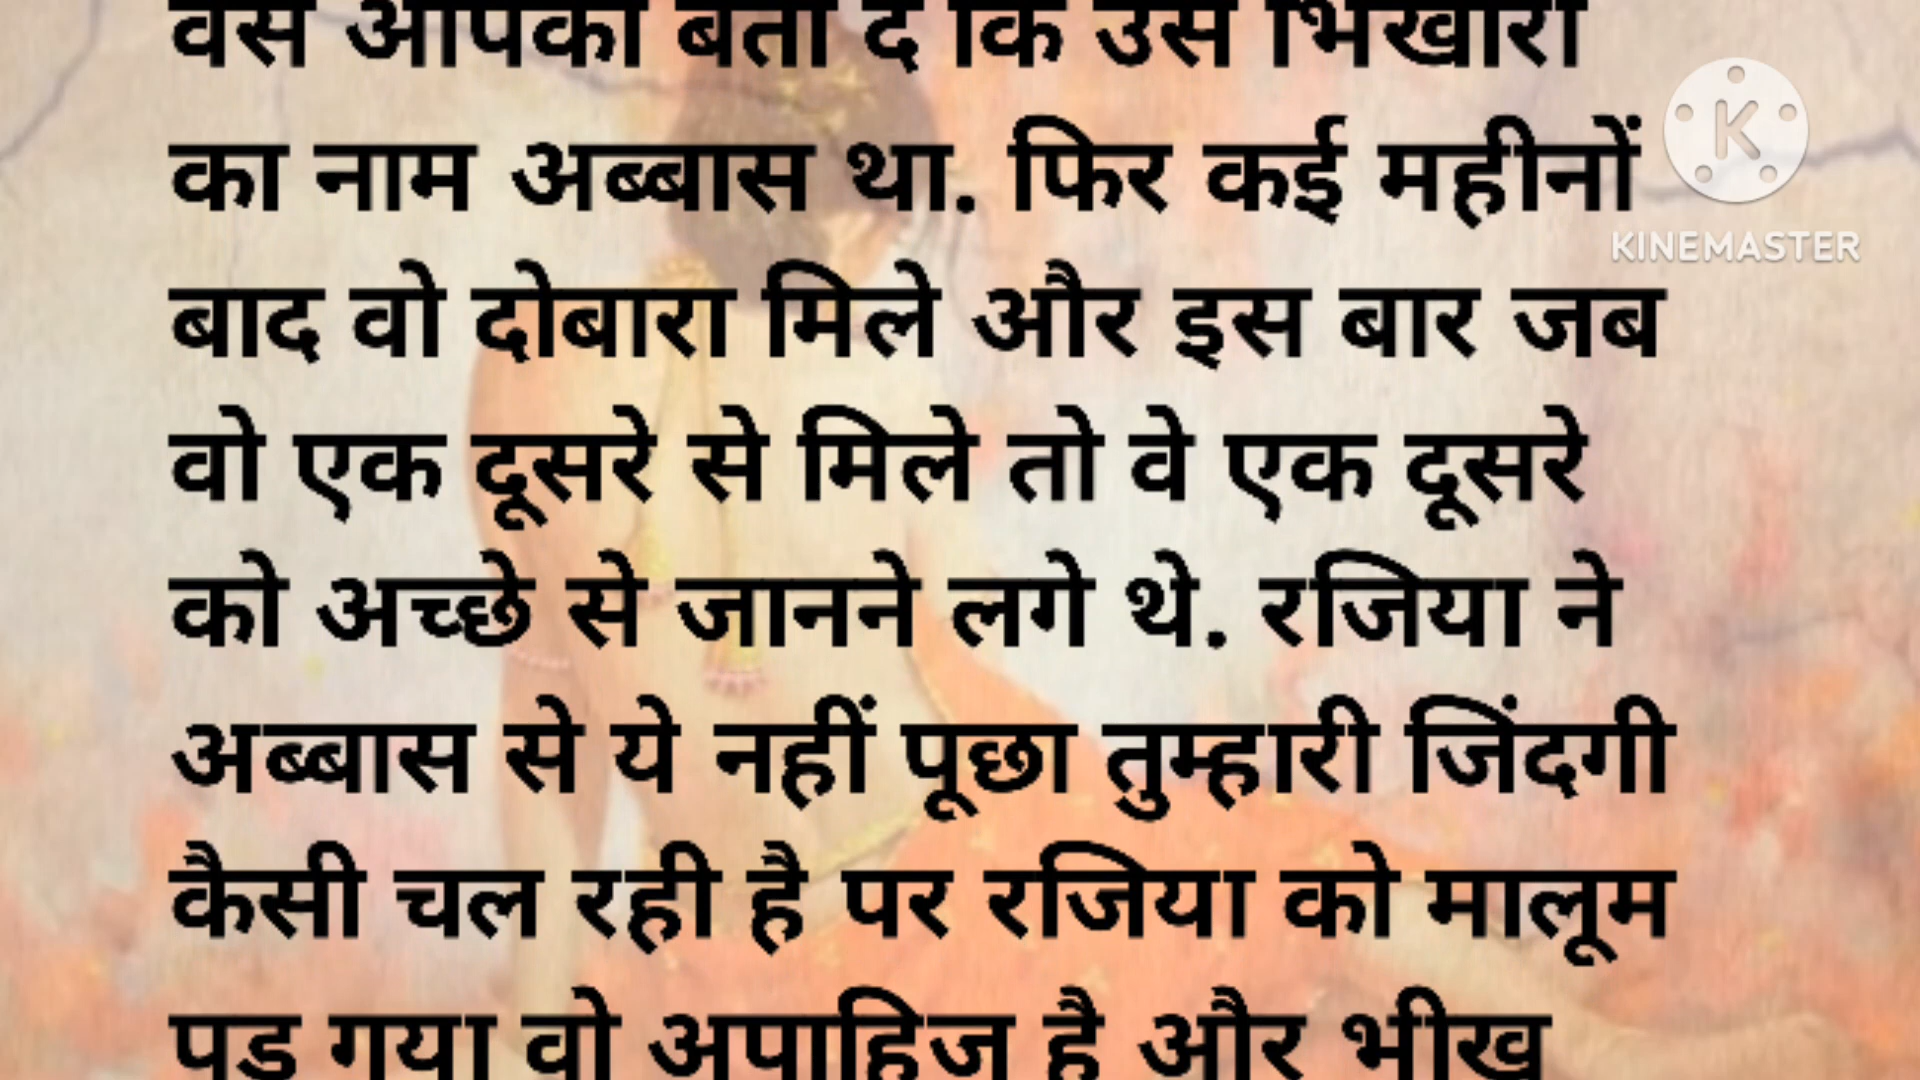 वैसे आपको बता दें कि उस भिखारी
का नाम अब्बास था. फिर कई महीनों
बाद वो दोबारा मिले और इस बार जब
वो एक दूसरे से मिले तो वे एक दूसरे
को अच्छे से जानने लगे थे. रजिया ने
अब्बास से ये नहीं पूछा तुम्हारी जिंदगी
कैसी चल रही है पर रजिया को मालूम
पड़ गया वो अपाहिज है और भीख
K
KINEMASTER